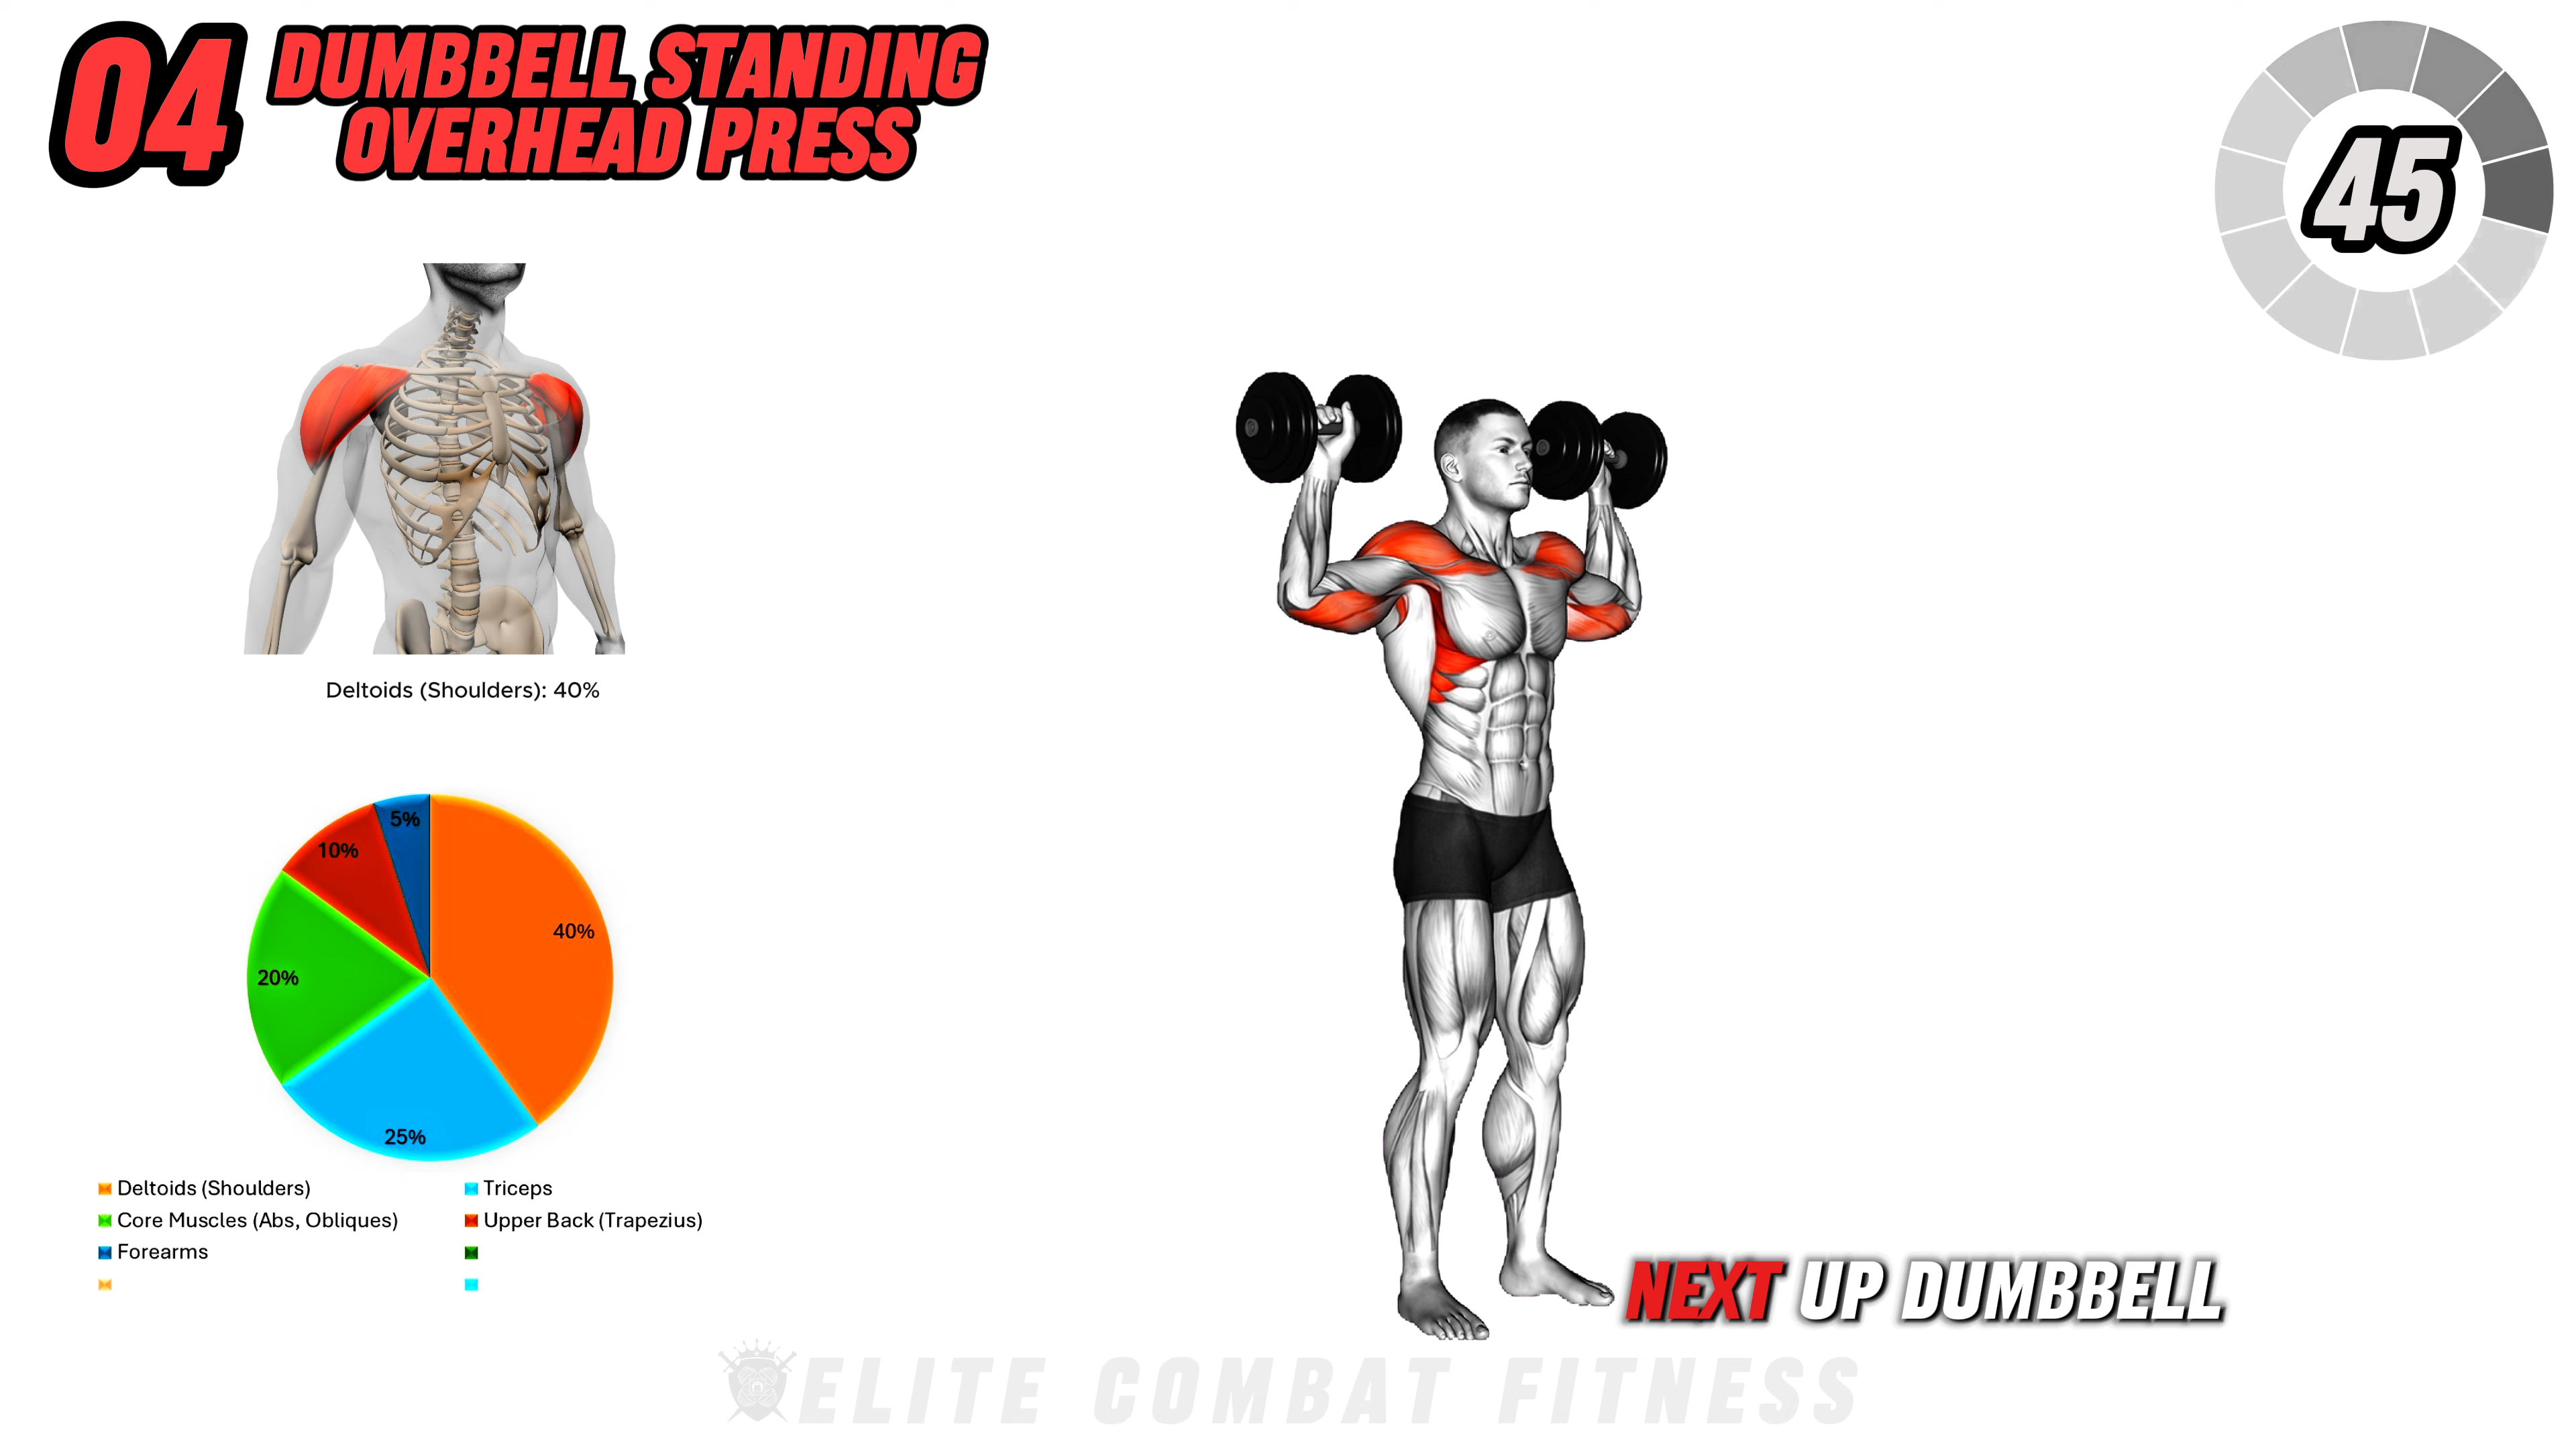 04
DUMBBELL STANDING
OVERHEAD PRESS
45
Deltoids (Shoulders): 40%
5%
10%
40%
20%
25%
Deltoids (Shoulders)
Triceps
Core Muscles (Abs, Obliques)
Upper Back (Trapezius)
Forearms
NEXT UP DUMBBELL
ELITE COMBAT FITNESS